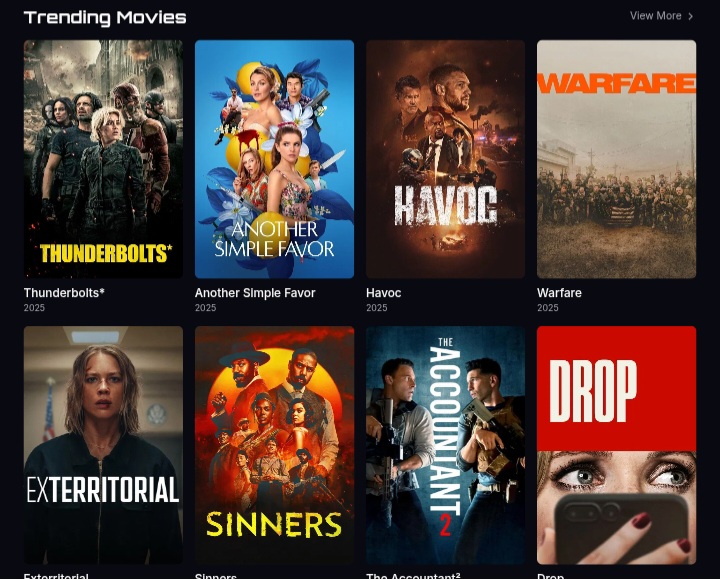 Trending Movies
View More >
THUNDERBOLTS*
ANOTHER
SIMPLE FAVOR
HAVOC
WARFARE
Thunderbolts*
2025
Another Simple Favor
2025
Havoc
2025
Warfare
2025
EXTERRITORIAL
SINNERS
THE
ACCOUNTANT
2
DROP
Exterritorial
Sinners
The Accountant²
Drop